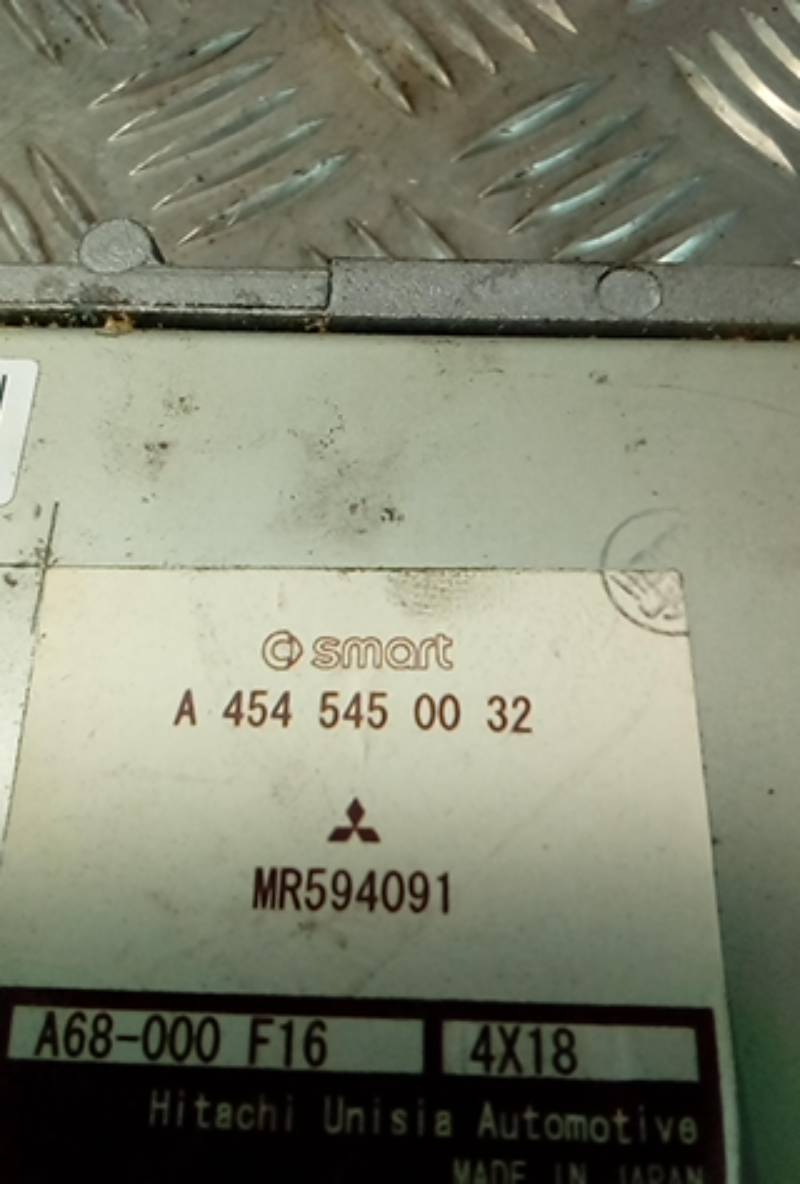 smart
A 454 545 00 32
MR594091
A68-000 F16 4X18
Hitachi Unisia Automotive
MADE IN JAPAN